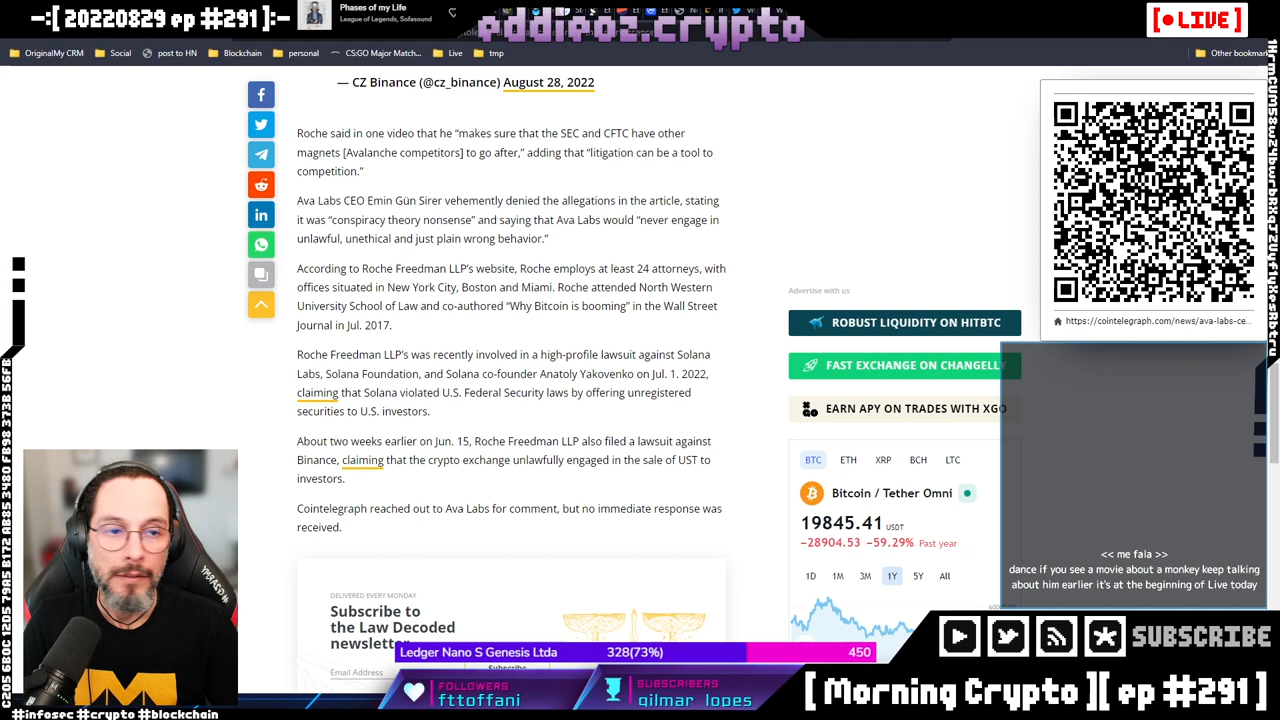 -:[ 20220829 ep #291]:-
Phases of my Life
League of Legends, Sofasound
eddieoz.crypto
[ • LIVE ]
OriginalMy CRM
Social
post to HN
Blockchain
personal
CS:GO Major Match...
Live
tmp
Other bookmar
— CZ Binance (@cz_binance) August 28, 2022
Roche said in one video that he “makes sure that the SEC and CFTC have other
magnets [Avalanche competitors] to go after,” adding that “litigation can be a tool to
competition.”
Ava Labs CEO Emin Gün Sirer vehemently denied the allegations in the article, stating
it was “conspiracy theory nonsense” and saying that Ava Labs would “never engage in
unlawful, unethical and just plain wrong behavior.”
According to Roche Freedman LLP’s website, Roche employs at least 24 attorneys, with
offices situated in New York City, Boston and Miami. Roche attended North Western
University School of Law and co-authored “Why Bitcoin is booming” in the Wall Street
Journal in Jul. 2017.
Roche Freedman LLP’s was recently involved in a high-profile lawsuit against Solana
Labs, Solana Foundation, and Solana co-founder Anatoly Yakovenko on Jul. 1. 2022,
claiming that Solana violated U.S. Federal Security laws by offering unregistered
securities to U.S. investors.
About two weeks earlier on Jun. 15, Roche Freedman LLP also filed a lawsuit against
Binance, claiming that the crypto exchange unlawfully engaged in the sale of UST to
investors.
Cointelegraph reached out to Ava Labs for comment, but no immediate response was
received.
DELIVERED EVERY MONDAY
Subscribe to
the Law Decoded
newslett
Email Address
Subscribe
https://cointelegraph.com/news/ava-labs-ce...
Advertise with us
ROBUST LIQUIDITY ON HITBTC
FAST EXCHANGE ON CHANGELLY
EARN APY ON TRADES WITH XGO
BTC
ETH
XRP
BCH
LTC
Bitcoin / Tether Omni
19845.41 USDT
−28904.53 −59.29% Past year
1D
1M
3M
1Y
5Y
All
<< me fala >>
dance if you see a movie about a monkey keep talking
about him earlier it's at the beginning of Live today
Ledger Nano S Genesis Ltda
328(73%)
450
FOLLOWERS
fttoffani
SUBSCRIBERS
gilmar_lopes
SUBSCRIBE
[ Morning Crypto ][ ep #291 ]
#infosec #crypto #blockchain